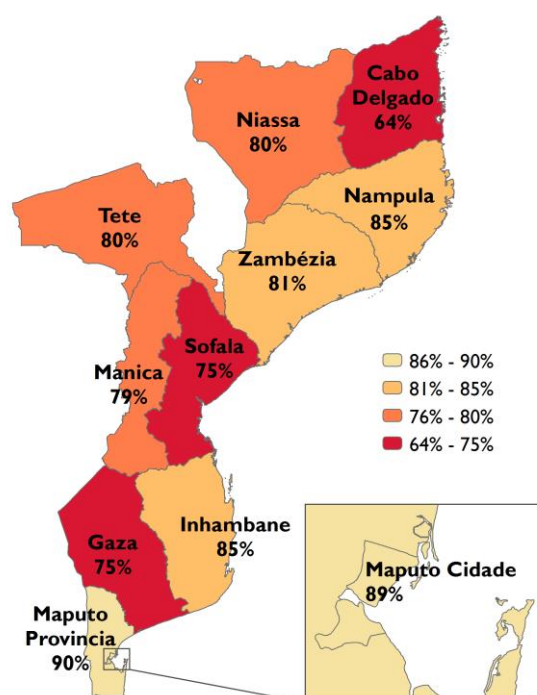 Cabo
Delgado
64%
Niassa
80%
Nampula
85%
Tete
80%
Zambézia
81%
Sofala
75%
Manica
79%
86% - 90%
81% - 85%
76% - 80%
64% - 75%
Inhambane
85%
Gaza
75%
Maputo Cidade
89%
Maputo
Provincia
90%